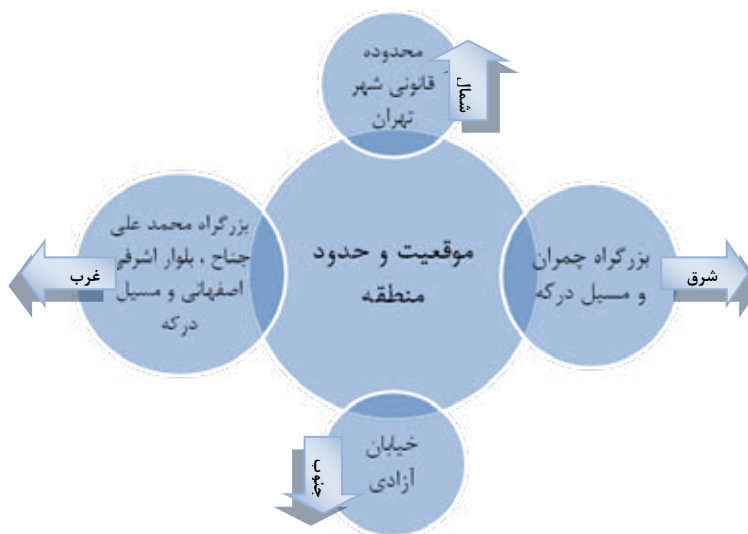 محدوده
قانونی شهر
تهران
شمال
موقعیت و حدود
منطقه
بزرگراه چمران
و مسیل درکه
شرق
بزرگراه محمد علی
جناح ، بلوار اشرفی
اصفهانی و مسیل
درکه
غرب
خیابان
آزادی
جنوب